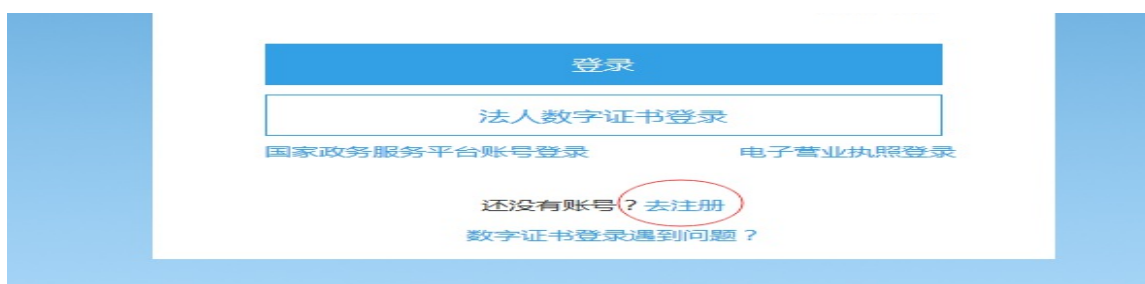 登录
法人数字证书登录
国家政务服务平台账号登录 电子营业执照登录
还没有账号？去注册
数字证书登录遇到问题？